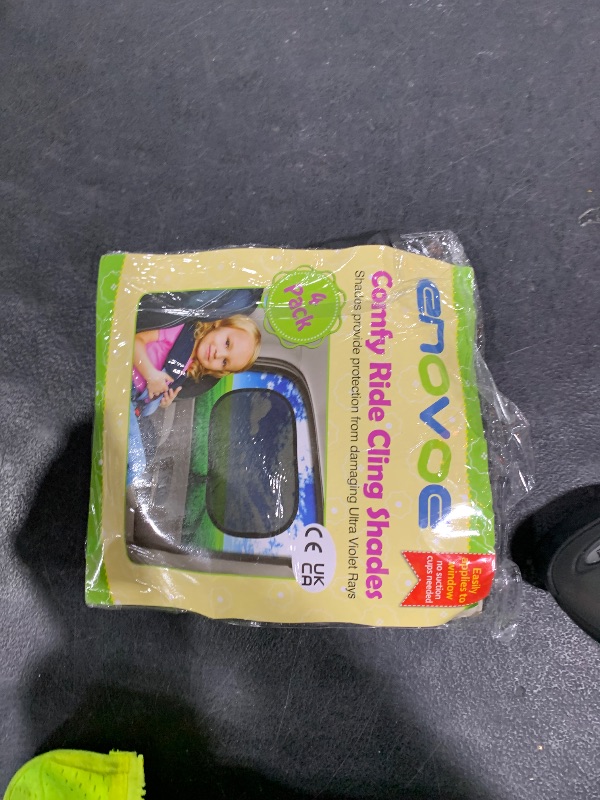 enovoe
Comfy Ride Cling Shades
Shades provide protection from damaging Ultra Violet Rays
4
Pack
Easily
applies to
window
no suction
cups needed
CE
UK
CA